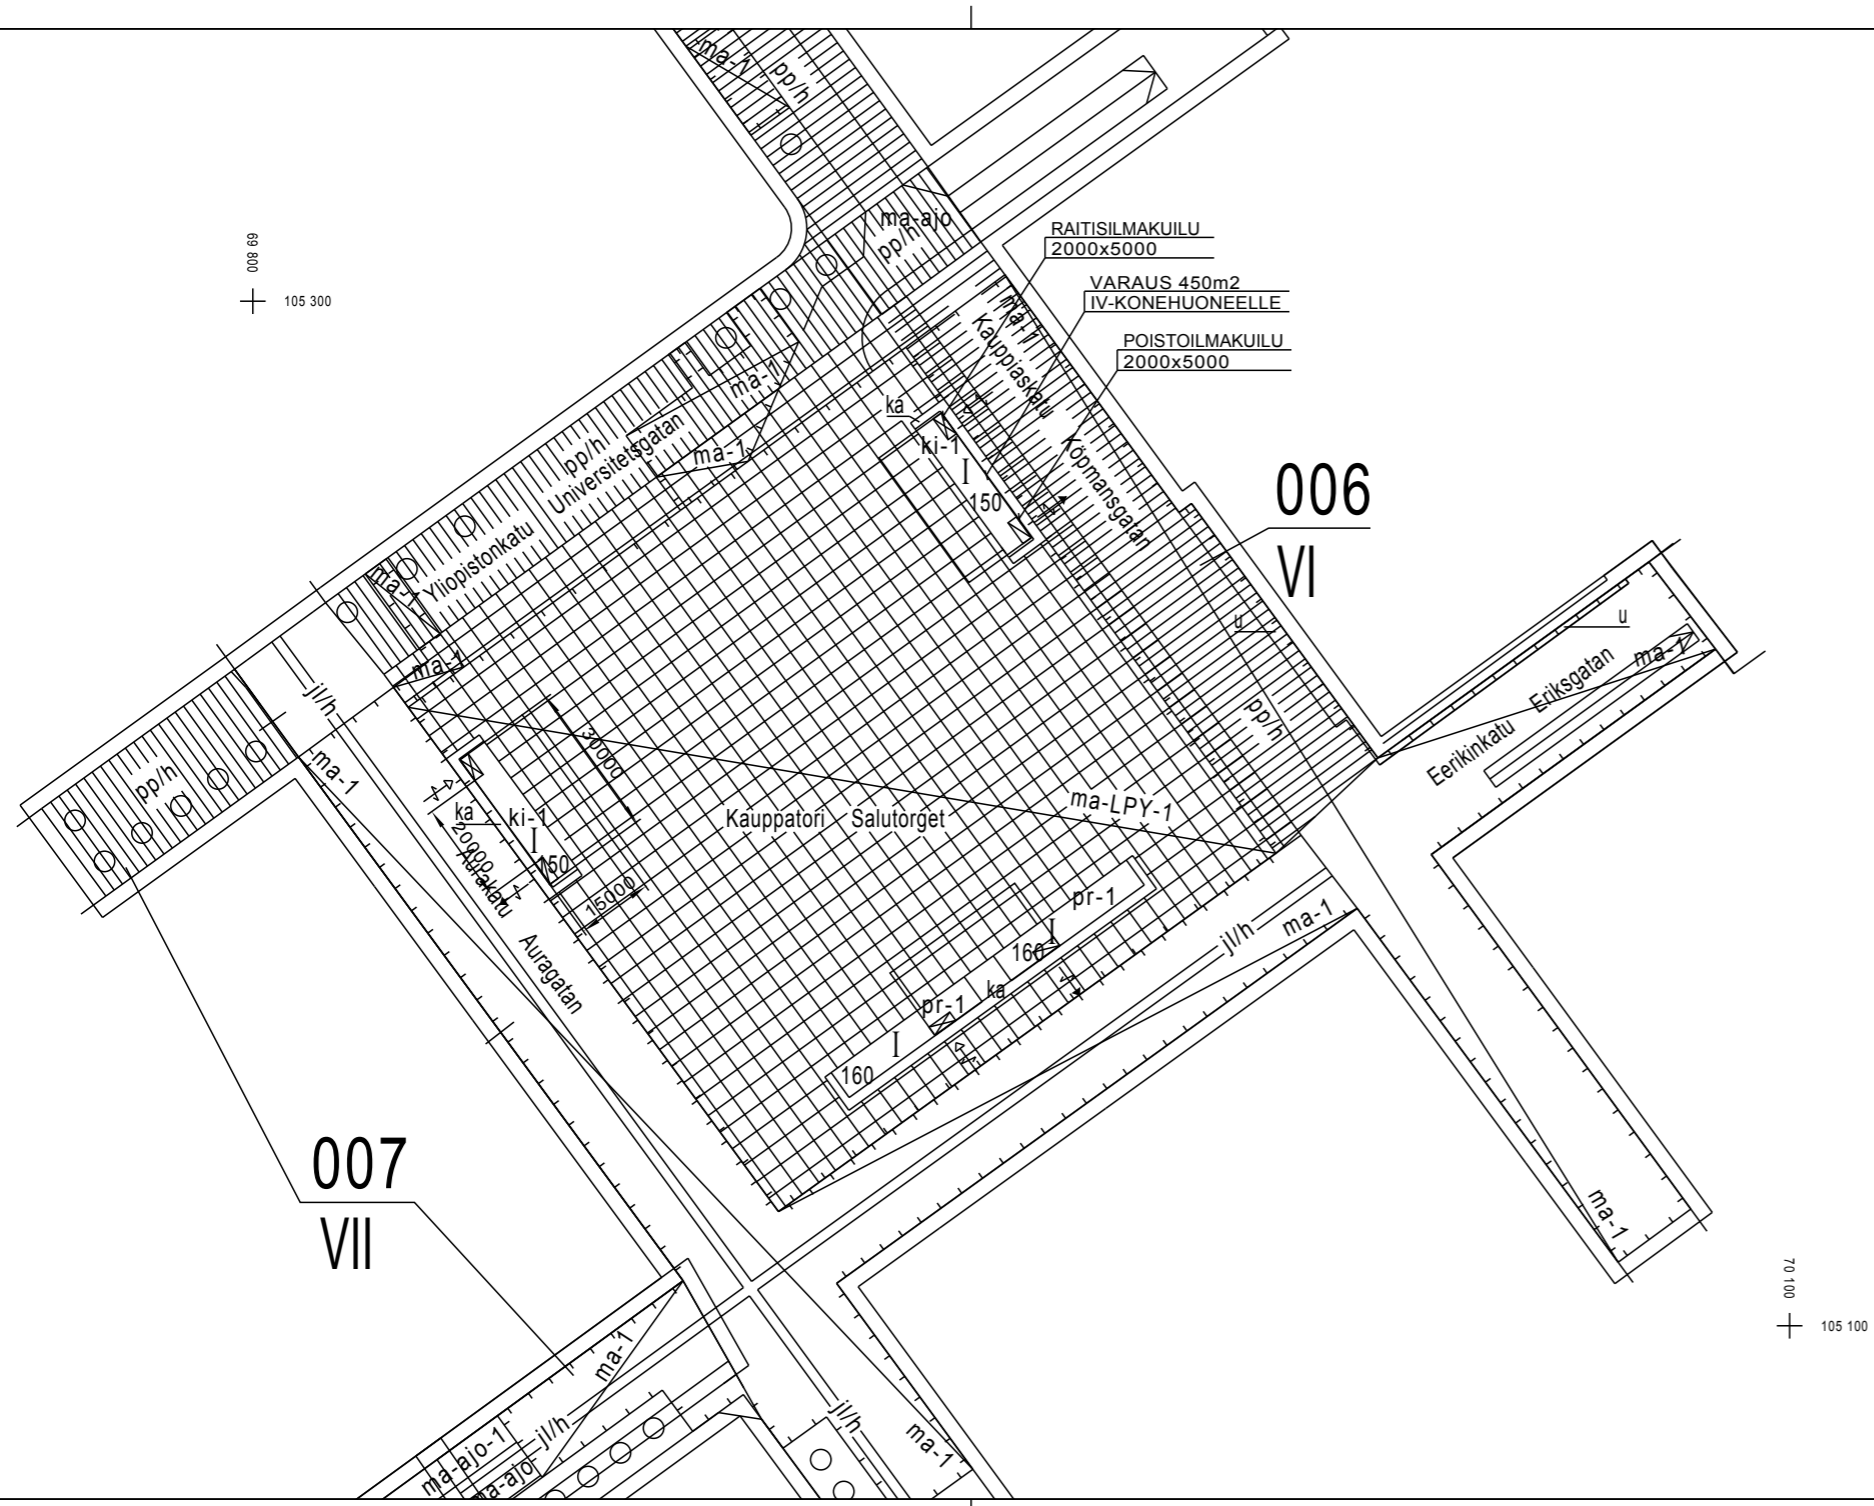 ma-1
pp/h
ma-ajo
pp/h
RAITISILMAKUILU
2000x5000
69 800
105 300
VARAUS 450m2
IV-KONEHUONEELLE
POISTOILMAKUILU
2000x5000
ma-1
Kauppiaskatu
Köpmansgatan
ma-1
ka
ki-1
I
150
pp/h
Universitetsgatan
ma-1
006
VI
ma-1
Yliopistonkatu
u
u
ma-1
ma-1
Eriksgatan
Eerikinkatu
jl/h
pp/h
ma-1
pp/h
30000
ka
ki-1
I
150
20000
Aurakatu
15000
Kauppatori
Salutorget
ma-LPY-1
pr-1
I
160
jl/h
ma-1
Auragatan
pr-1
ka
I
160
007
VII
ma-1
70 100
105 100
ma-1
jl/h
ma-ajo-1
ma-ajo
jl/h
ma-1